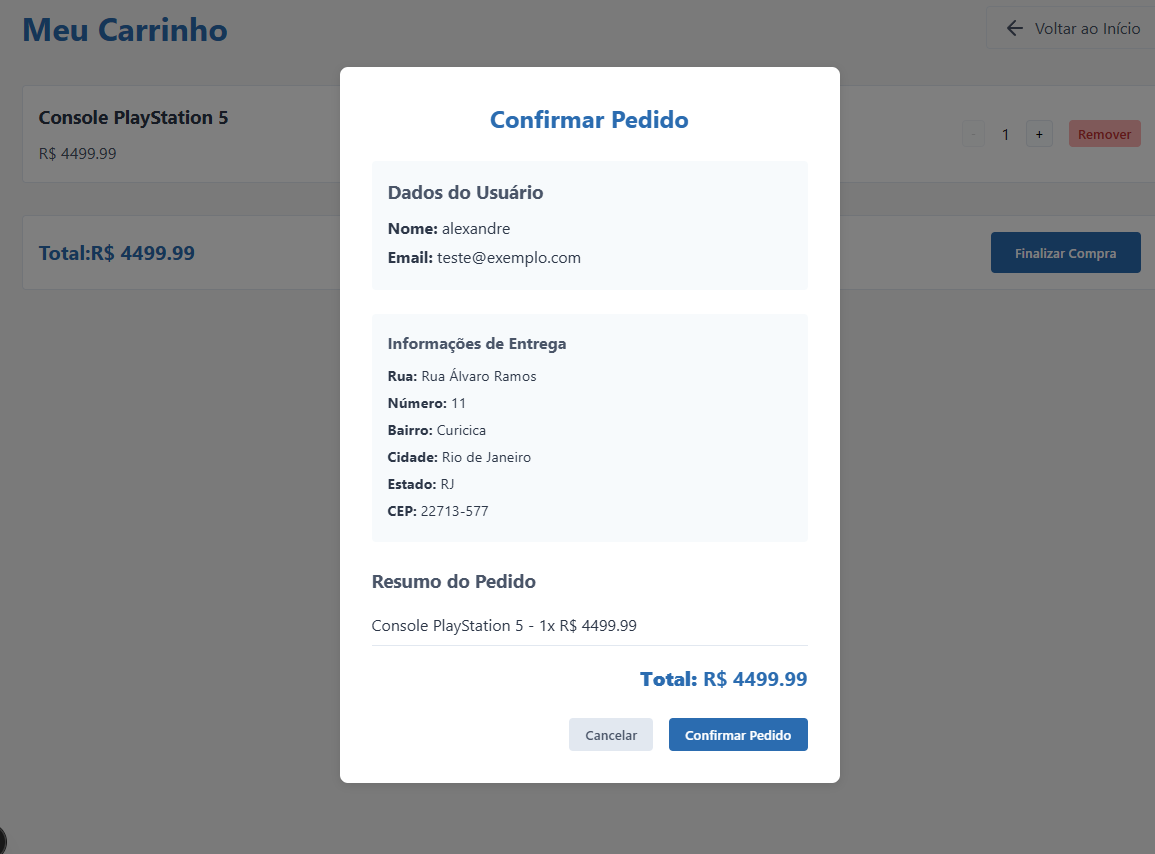 Meu Carrinho
Voltar ao Início
Console PlayStation 5
R$ 4499.99
- 1 +
Remover
Total:R$ 4499.99
Finalizar Compra
Confirmar Pedido
Dados do Usuário
Nome: alexandre
Email: teste@exemplo.com
Informações de Entrega
Rua: Rua Álvaro Ramos
Número: 11
Bairro: Curicica
Cidade: Rio de Janeiro
Estado: RJ
CEP: 22713-577
Resumo do Pedido
Console PlayStation 5 - 1x R$ 4499.99
Total: R$ 4499.99
Cancelar
Confirmar Pedido